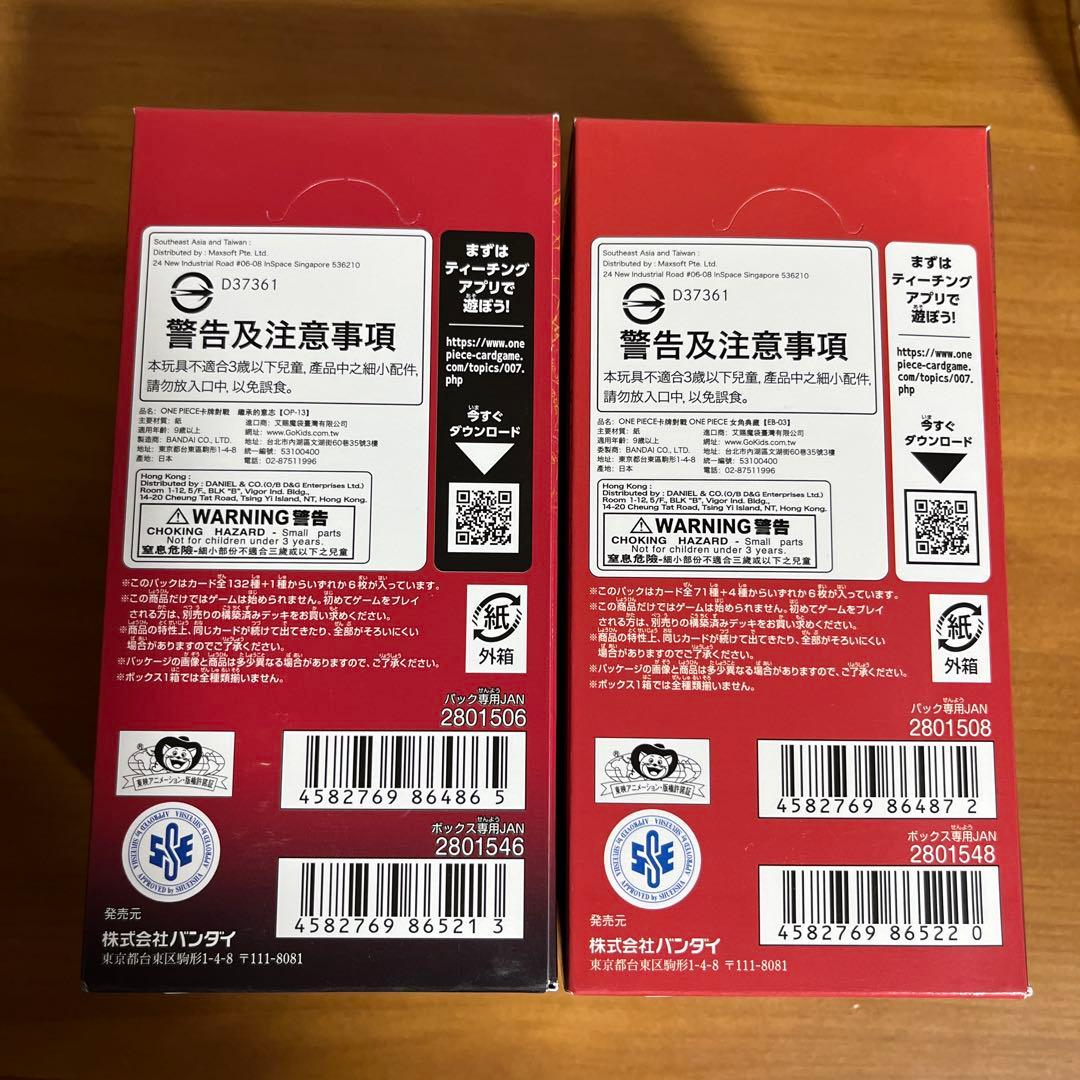 Southeast Asia and Taiwan :
Distributed by : Maxsoft Pte. Ltd.
24 New Industrial Road #06-08 InSpace Singapore 536210
D37361
警告及注意事項
本玩具不適合3歲以下兒童, 產品中之細小配件,
請勿放入口中, 以免誤食。
品名: ONE PIECE卡牌對戰 繼承的意志【OP-13】
主要材質: 紙
適用年齡: 9歲以上
製造商: BANDAI CO., LTD.
地址: 東京都台東區駒形1-4-8
產地: 日本
進口商: 艾賜魔袋臺灣有限公司
網址: www.GoKids.com.tw
地址: 台北市內湖區文湖街60巷35號3樓
統一編號: 53100400
電話: 02-87511996
Hong Kong :
Distributed by : DANIEL & CO.(O/B D&G Enterprises Ltd.)
Room 1-12, 5/F., BLK "B", Vigor Ind. Bldg.,
14-20 Cheung Tat Road, Tsing Yi Island, NT, Hong Kong.
WARNING 警告
CHOKING HAZARD - Small parts
Not for children under 3 years.
窒息危險-細小部份不適合三歲或以下之兒童
まずは
ティーチング
アプリで
遊ぼう!
https://www.one
piece-cardgame.
com/topics/007.
php
今すぐ
ダウンロード
※このパックはカード全132種+1種からいずれか6枚が入っています。
※この商品だけではゲームは始められません。初めてゲームをプレイ
される方は、別売りの構築済みデッキをお買い求めください。
※商品の特性上、同じカードが続けて出てきたり、全部がそろいにくい
場合がありますのでご了承ください。
※パッケージの画像と商品は多少異なる場合がありますので、ご了承ください。
※ボックス1箱では全種類揃いません。
紙
外箱
パック専用JAN
2801506
4582769 864865
ボックス専用JAN
2801546
4582769 865213
東映アニメーション・版権許諾証
SSE
APPROVED by SHUEISHA
発売元
株式会社バンダイ
東京都台東区駒形1-4-8 〒111-8081
Southeast Asia and Taiwan :
Distributed by : Maxsoft Pte. Ltd.
24 New Industrial Road #06-08 InSpace Singapore 536210
D37361
警告及注意事項
本玩具不適合3歲以下兒童, 產品中之細小配件,
請勿放入口中, 以免誤食。
品名: ONE PIECE卡牌對戰 ONE PIECE 女角典藏【EB-03】
主要材質: 紙
適用年齡: 9歲以上
委製商: BANDAI CO., LTD.
地址: 東京都台東區駒形1-4-8
產地: 日本
進口商: 艾賜魔袋臺灣有限公司
網址: www.GoKids.com.tw
地址: 台北市內湖區文湖街60巷35號3樓
統一編號: 53100400
電話: 02-87511996
Hong Kong :
Distributed by : DANIEL & CO.(O/B D&G Enterprises Ltd.)
Room 1-12, 5/F., BLK "B", Vigor Ind. Bldg.,
14-20 Cheung Tat Road, Tsing Yi Island, NT, Hong Kong.
WARNING 警告
CHOKING HAZARD - Small parts
Not for children under 3 years.
窒息危險-細小部份不適合三歲或以下之兒童
まずは
ティーチング
アプリで
遊ぼう!
https://www.one
piece-cardgame.
com/topics/007.
php
今すぐ
ダウンロード
※このパックはカード全71種+4種からいずれか6枚が入っています。
※この商品だけではゲームは始められません。初めてゲームをプレイ
される方は、別売りの構築済みデッキをお買い求めください。
※商品の特性上、同じカードが続けて出てきたり、全部がそろいにくい
場合がありますのでご了承ください。
※パッケージの画像と商品は多少異なる場合がありますので、ご了承ください。
※ボックス1箱では全種類揃いません。
紙
外箱
パック専用JAN
2801508
4582769 864872
ボックス専用JAN
2801548
4582769 865220
東映アニメーション・版権許諾証
SSE
APPROVED by SHUEISHA
発売元
株式会社バンダイ
東京都台東区駒形1-4-8 〒111-8081